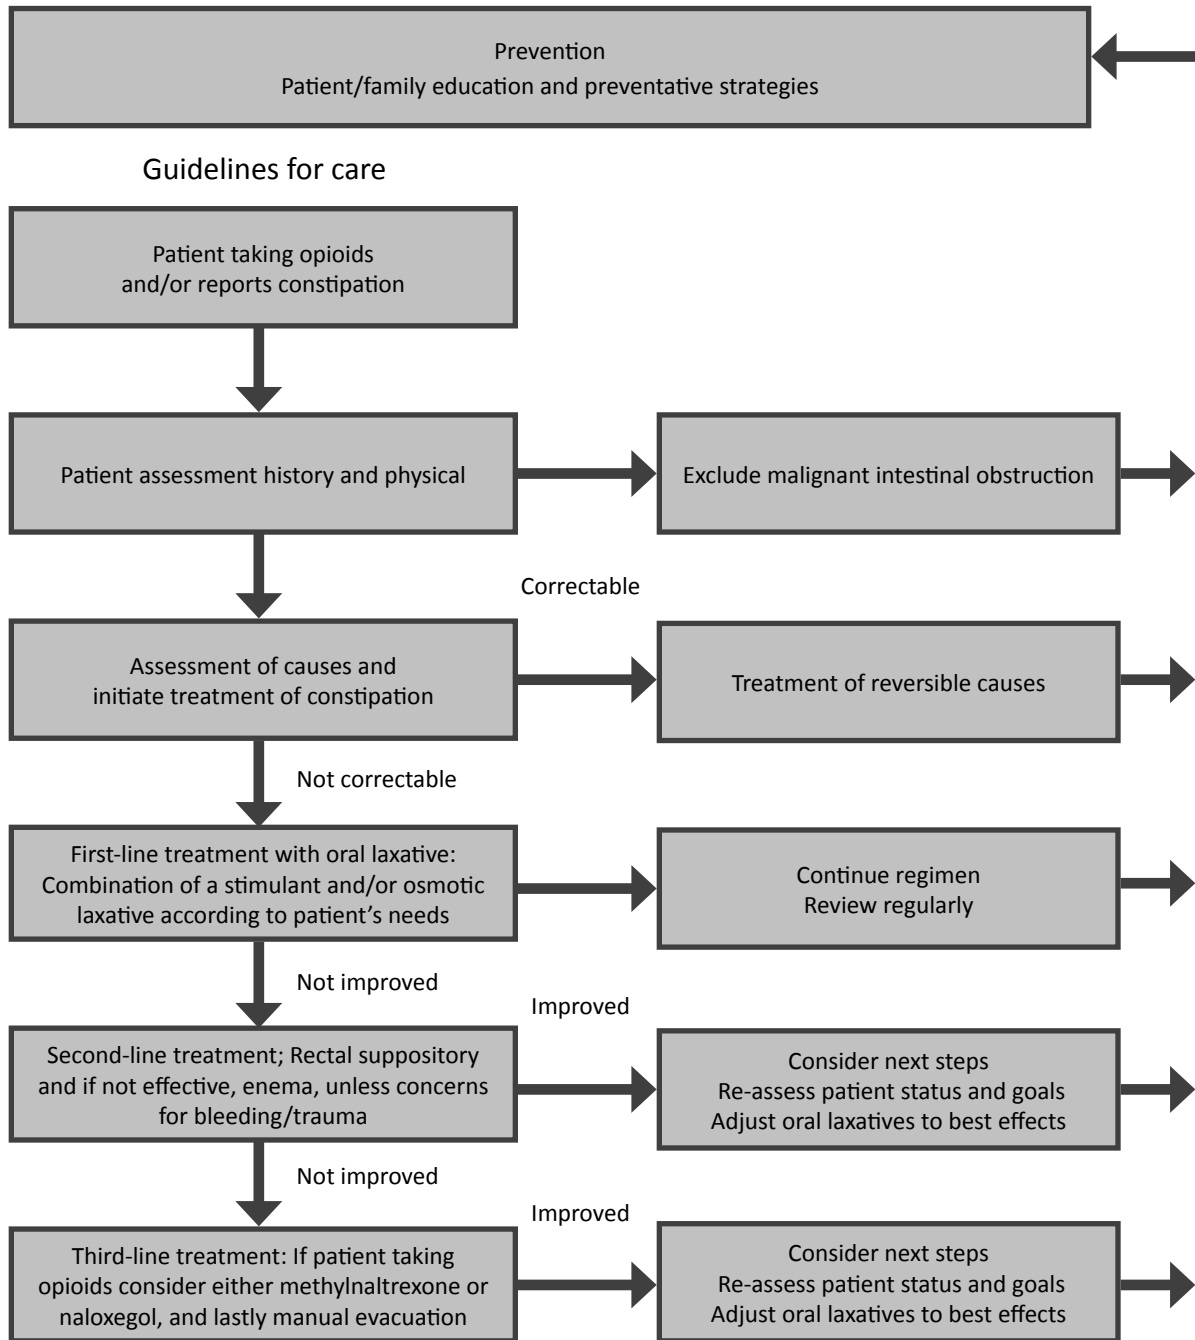 Prevention
Patient/family education and preventative strategies
Guidelines for care
Patient taking opioids
and/or reports constipation
Patient assessment history and physical
Exclude malignant intestinal obstruction
Correctable
Assessment of causes and
initiate treatment of constipation
Treatment of reversible causes
Not correctable
First-line treatment with oral laxative:
Combination of a stimulant and/or osmotic
laxative according to patient’s needs
Continue regimen
Review regularly
Not improved
Improved
Second-line treatment; Rectal suppository
and if not effective, enema, unless concerns
for bleeding/trauma
Consider next steps
Re-assess patient status and goals
Adjust oral laxatives to best effects
Not improved
Improved
Third-line treatment: If patient taking
opioids consider either methylnaltrexone or
naloxegol, and lastly manual evacuation
Consider next steps
Re-assess patient status and goals
Adjust oral laxatives to best effects